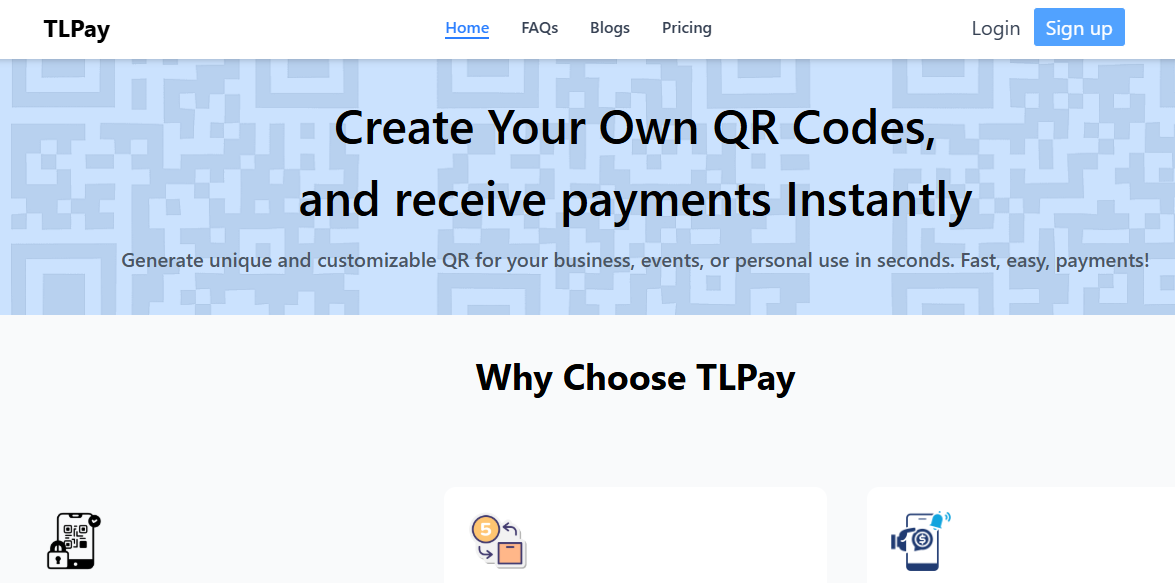 TLPay
Home FAQs Blogs Pricing
Login Sign up
Create Your Own QR Codes,
and receive payments Instantly
Generate unique and customizable QR for your business, events, or personal use in seconds. Fast, easy, payments!
Why Choose TLPay
5
$